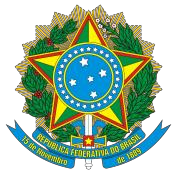 REPÚBLICA FEDERATIVA DO BRASIL
15 de Novembro de 1889